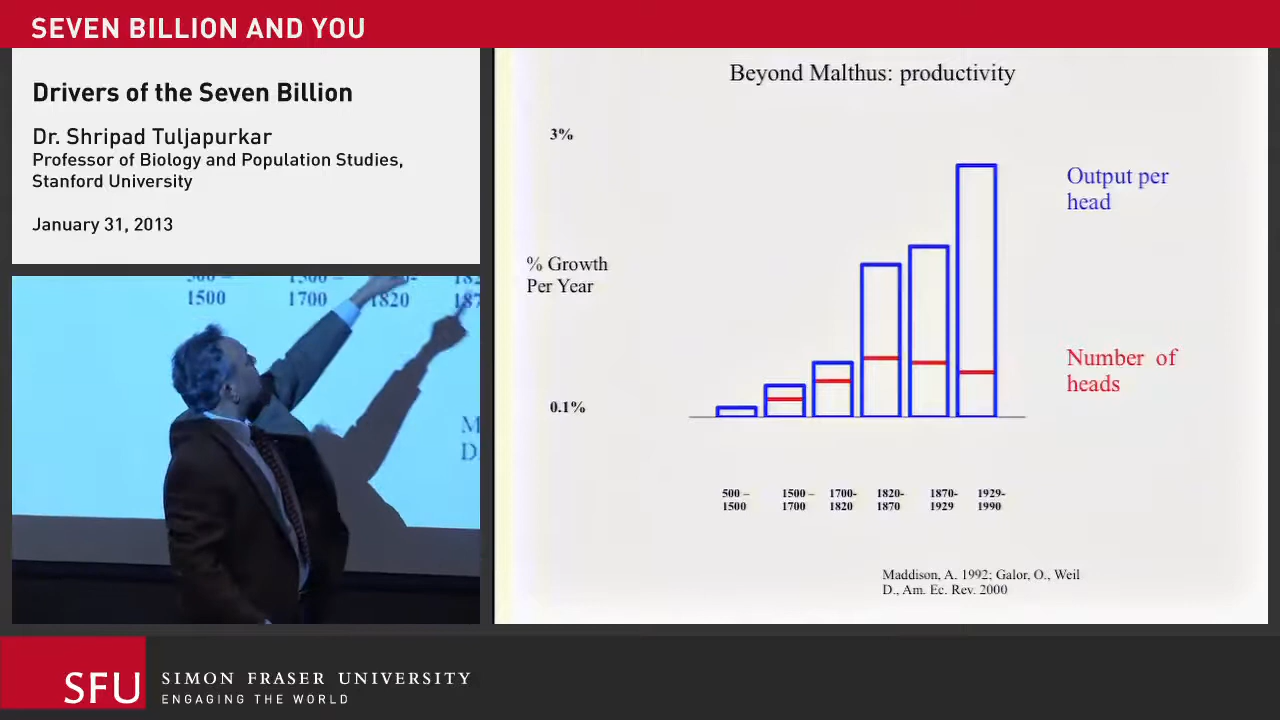 SEVEN BILLION AND YOU
Drivers of the Seven Billion
Dr. Shripad Tuljapurkar
Professor of Biology and Population Studies,
Stanford University
January 31, 2013
1500 1700 1820
Beyond Malthus: productivity
3%
Output per
head
% Growth
Per Year
Number of
heads
0.1%
500 – 1500 – 1700- 1820- 1870- 1929-
1500 1700 1820 1870 1929 1990
Maddison, A. 1992; Galor, O., Weil
D., Am. Ec. Rev. 2000
SFU
SIMON FRASER UNIVERSITY
ENGAGING THE WORLD